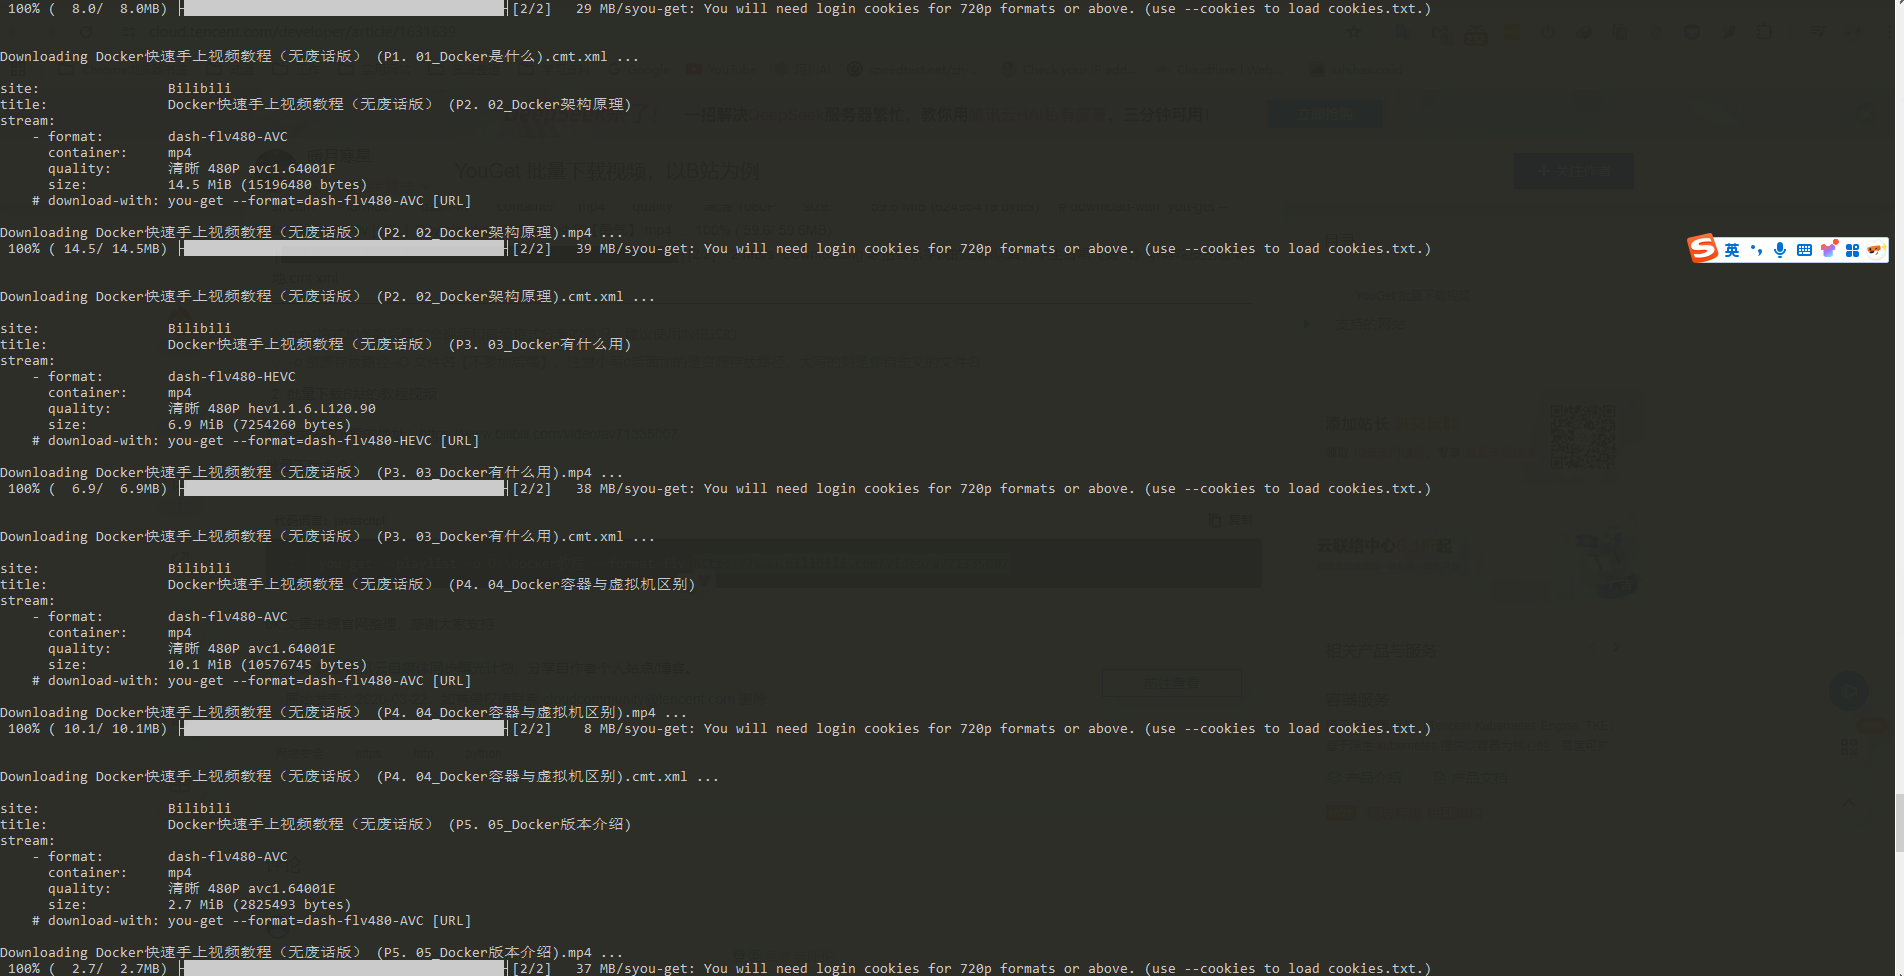 100% (  8.0/  8.0MB) ├██┤[2/2]   29 MB/syou-get: You will need login cookies for 720p formats or above. (use --cookies to load cookies.txt.)
Downloading Docker快速手上视频教程（无废话版） (P1. 01_Docker是什么).cmt.xml ...
site:                Bilibili
title:               Docker快速手上视频教程（无废话版） (P2. 02_Docker架构原理)
stream:
    - format:        dash-flv480-AVC
      container:     mp4
      quality:       清晰 480P avc1.64001F
      size:          14.5 MiB (15196480 bytes)
    # download-with: you-get --format=dash-flv480-AVC [URL]
Downloading Docker快速手上视频教程（无废话版） (P2. 02_Docker架构原理).mp4 ...
100% ( 14.5/ 14.5MB) ├██┤[2/2]   39 MB/syou-get: You will need login cookies for 720p formats or above. (use --cookies to load cookies.txt.)
英
Downloading Docker快速手上视频教程（无废话版） (P2. 02_Docker架构原理).cmt.xml ...
site:                Bilibili
title:               Docker快速手上视频教程（无废话版） (P3. 03_Docker有什么用)
stream:
    - format:        dash-flv480-HEVC
      container:     mp4
      quality:       清晰 480P hev1.1.6.L120.90
      size:          6.9 MiB (7254260 bytes)
    # download-with: you-get --format=dash-flv480-HEVC [URL]
Downloading Docker快速手上视频教程（无废话版） (P3. 03_Docker有什么用).mp4 ...
100% (  6.9/  6.9MB) ├██┤[2/2]   38 MB/syou-get: You will need login cookies for 720p formats or above. (use --cookies to load cookies.txt.)
Downloading Docker快速手上视频教程（无废话版） (P3. 03_Docker有什么用).cmt.xml ...
site:                Bilibili
title:               Docker快速手上视频教程（无废话版） (P4. 04_Docker容器与虚拟机区别)
stream:
    - format:        dash-flv480-AVC
      container:     mp4
      quality:       清晰 480P avc1.64001E
      size:          10.1 MiB (10576745 bytes)
    # download-with: you-get --format=dash-flv480-AVC [URL]
Downloading Docker快速手上视频教程（无废话版） (P4. 04_Docker容器与虚拟机区别).mp4 ...
100% ( 10.1/ 10.1MB) ├██┤[2/2]    8 MB/syou-get: You will need login cookies for 720p formats or above. (use --cookies to load cookies.txt.)
Downloading Docker快速手上视频教程（无废话版） (P4. 04_Docker容器与虚拟机区别).cmt.xml ...
site:                Bilibili
title:               Docker快速手上视频教程（无废话版） (P5. 05_Docker版本介绍)
stream:
    - format:        dash-flv480-AVC
      container:     mp4
      quality:       清晰 480P avc1.64001E
      size:          2.7 MiB (2825493 bytes)
    # download-with: you-get --format=dash-flv480-AVC [URL]
Downloading Docker快速手上视频教程（无废话版） (P5. 05_Docker版本介绍).mp4 ...
100% (  2.7/  2.7MB) ├██┤[2/2]   37 MB/syou-get: You will need login cookies for 720p formats or above. (use --cookies to load cookies.txt.)